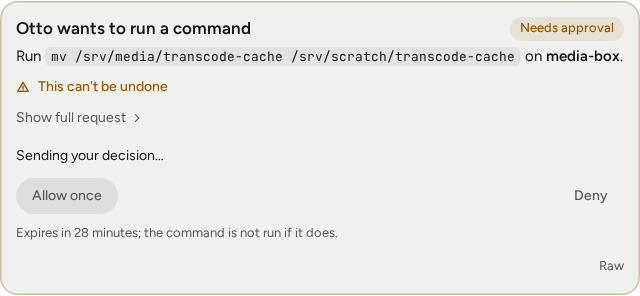 Otto wants to run a command
Needs approval
Run mv /srv/media/transcode-cache /srv/scratch/transcode-cache on media-box.
This can't be undone
Show full request
Sending your decision…
Allow once
Deny
Expires in 28 minutes; the command is not run if it does.
Raw